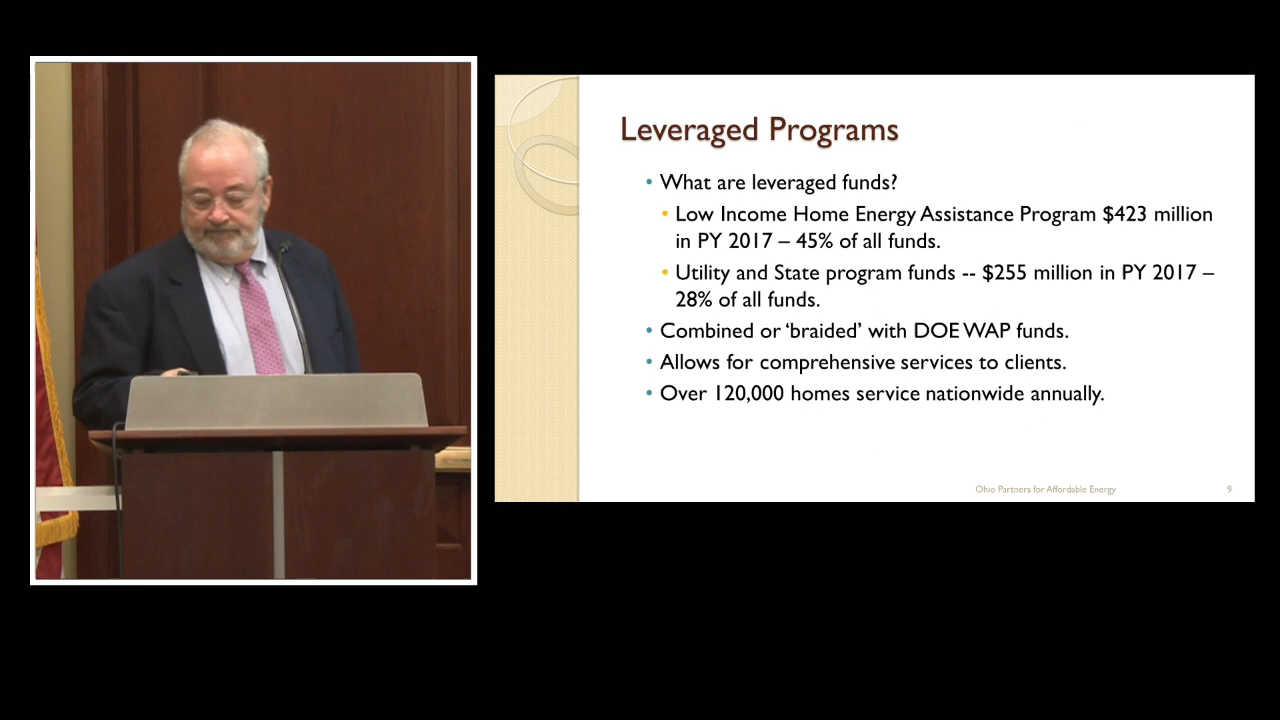 Leveraged Programs
• What are leveraged funds?
• Low Income Home Energy Assistance Program $423 million
in PY 2017 – 45% of all funds.
• Utility and State program funds -- $255 million in PY 2017 –
28% of all funds.
• Combined or ‘braided’ with DOE WAP funds.
• Allows for comprehensive services to clients.
• Over 120,000 homes service nationwide annually.
Ohio Partners for Affordable Energy 9